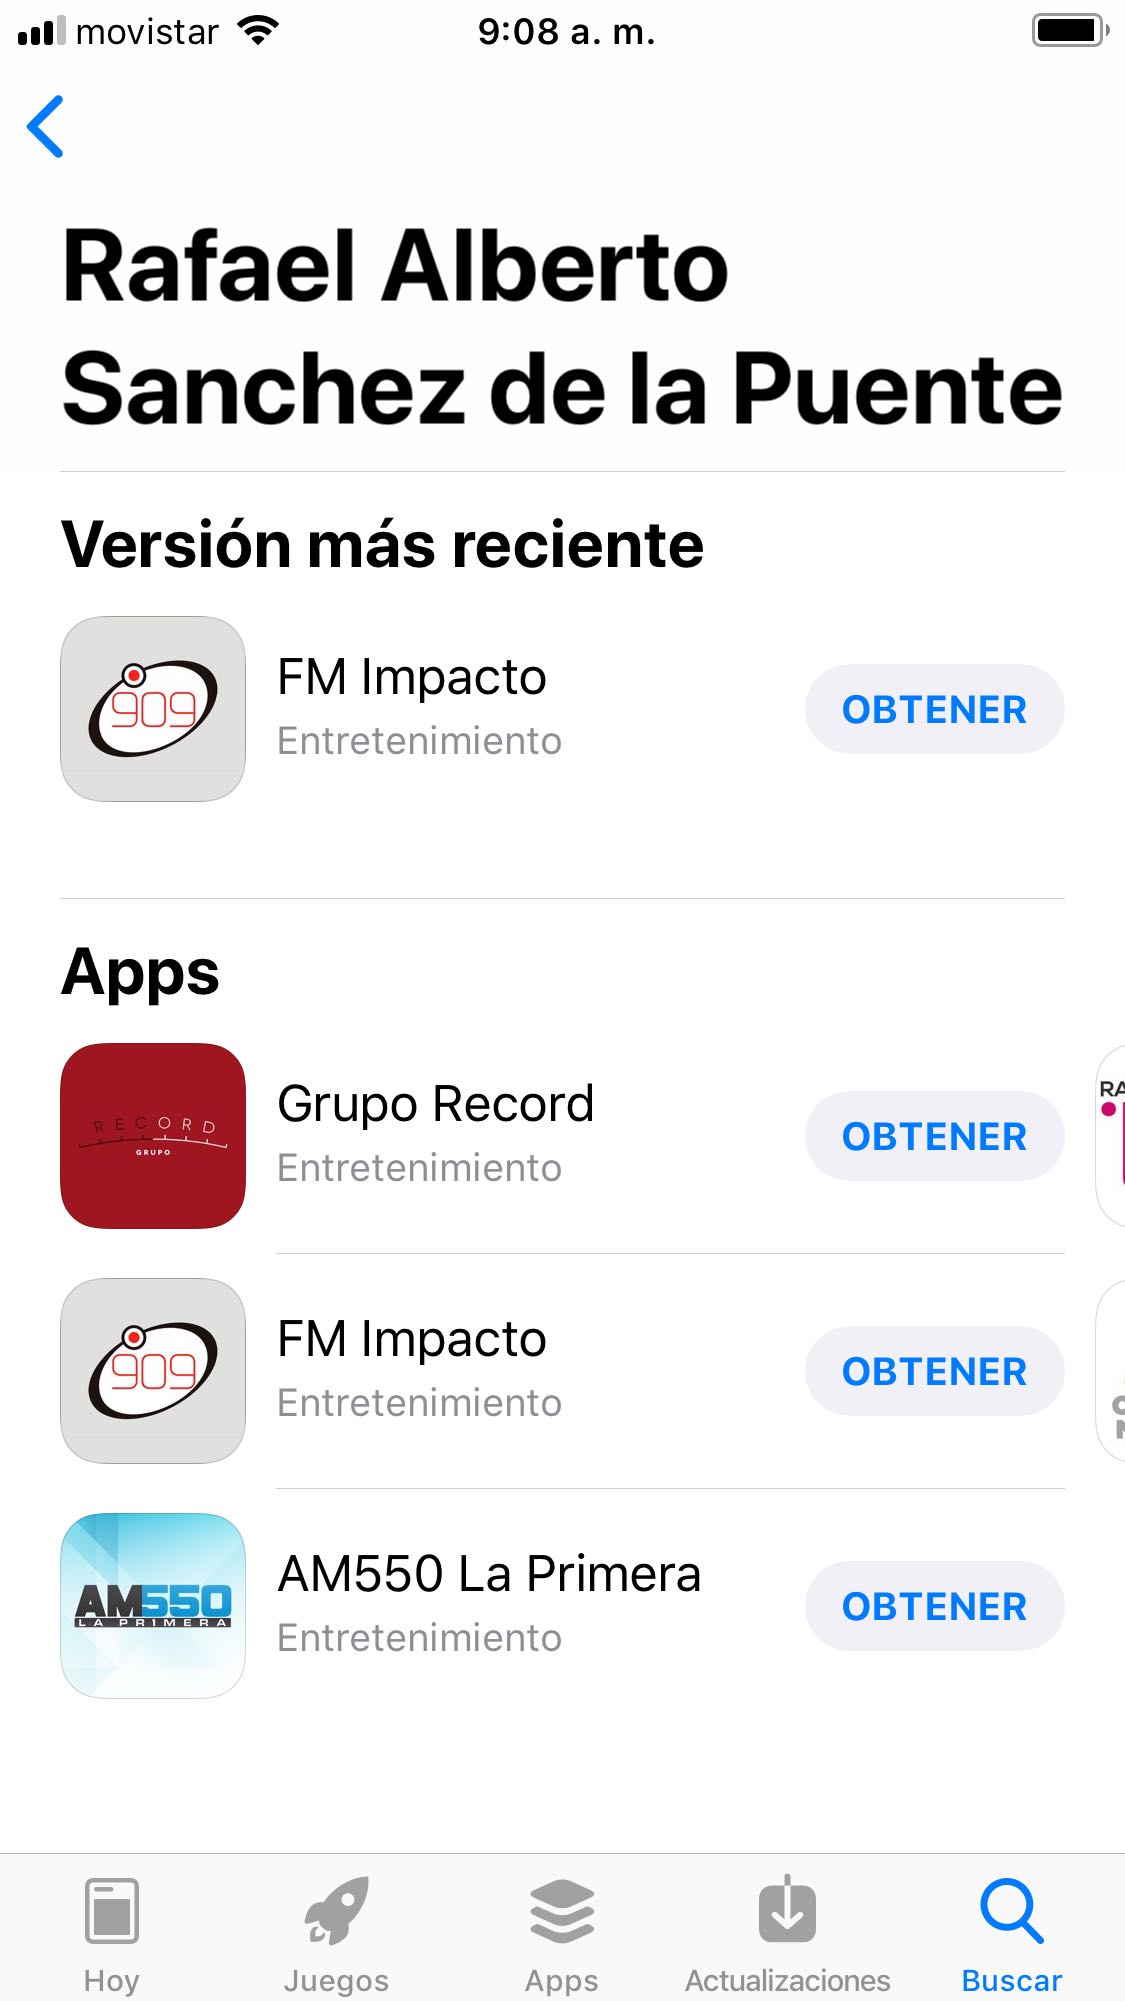 movistar
9:08 a. m.
Rafael Alberto
Sanchez de la Puente
Versión más reciente
909
FM Impacto
Entretenimiento
OBTENER
Apps
RECORD
GRUPO
Grupo Record
Entretenimiento
OBTENER
RA
909
FM Impacto
Entretenimiento
OBTENER
AM550
LA PRIMERA
AM550 La Primera
Entretenimiento
OBTENER
Hoy
Juegos
Apps
Actualizaciones
Buscar